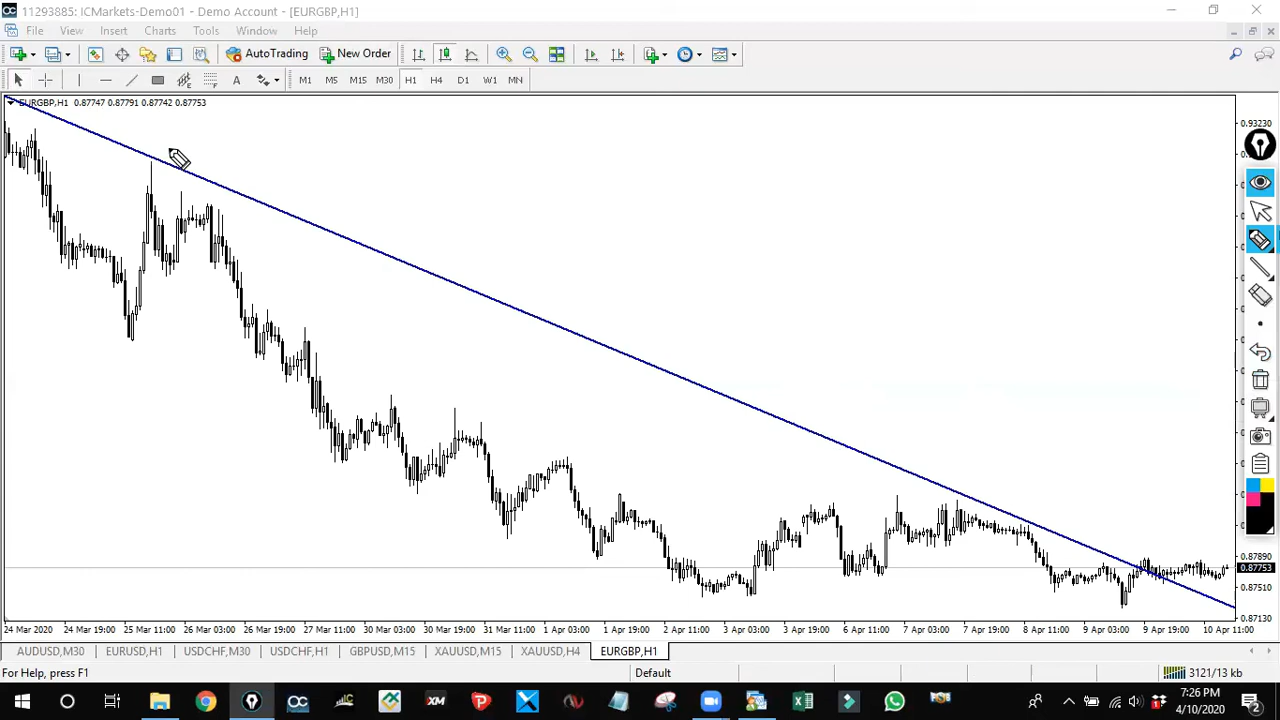 11293885: ICMarkets-Demo01 - Demo Account - [EURGBP,H1]
File View Insert Charts Tools Window Help
AutoTrading New Order
A M1 M5 M15 M30 H1 H4 D1 W1 MN
EURGBP,H1 0.87747 0.87791 0.87742 0.87753
0.93230
0.87890
0.87753
0.87510
0.87130
24 Mar 2020 24 Mar 19:00 25 Mar 11:00 26 Mar 03:00 26 Mar 19:00 27 Mar 11:00 30 Mar 03:00 30 Mar 19:00 31 Mar 11:00 1 Apr 03:00 1 Apr 19:00 2 Apr 11:00 3 Apr 03:00 3 Apr 19:00 6 Apr 11:00 7 Apr 03:00 7 Apr 19:00 8 Apr 11:00 9 Apr 03:00 9 Apr 19:00 10 Apr 11:00
AUDUSD,M30 EURUSD,H1 USDCHF,M30 USDCHF,H1 GBPUSD,M15 XAUUSD,M15 XAUUSD,H4 EURGBP,H1
For Help, press F1 Default 3121/13 kb
XM
7:26 PM
4/10/2020
2